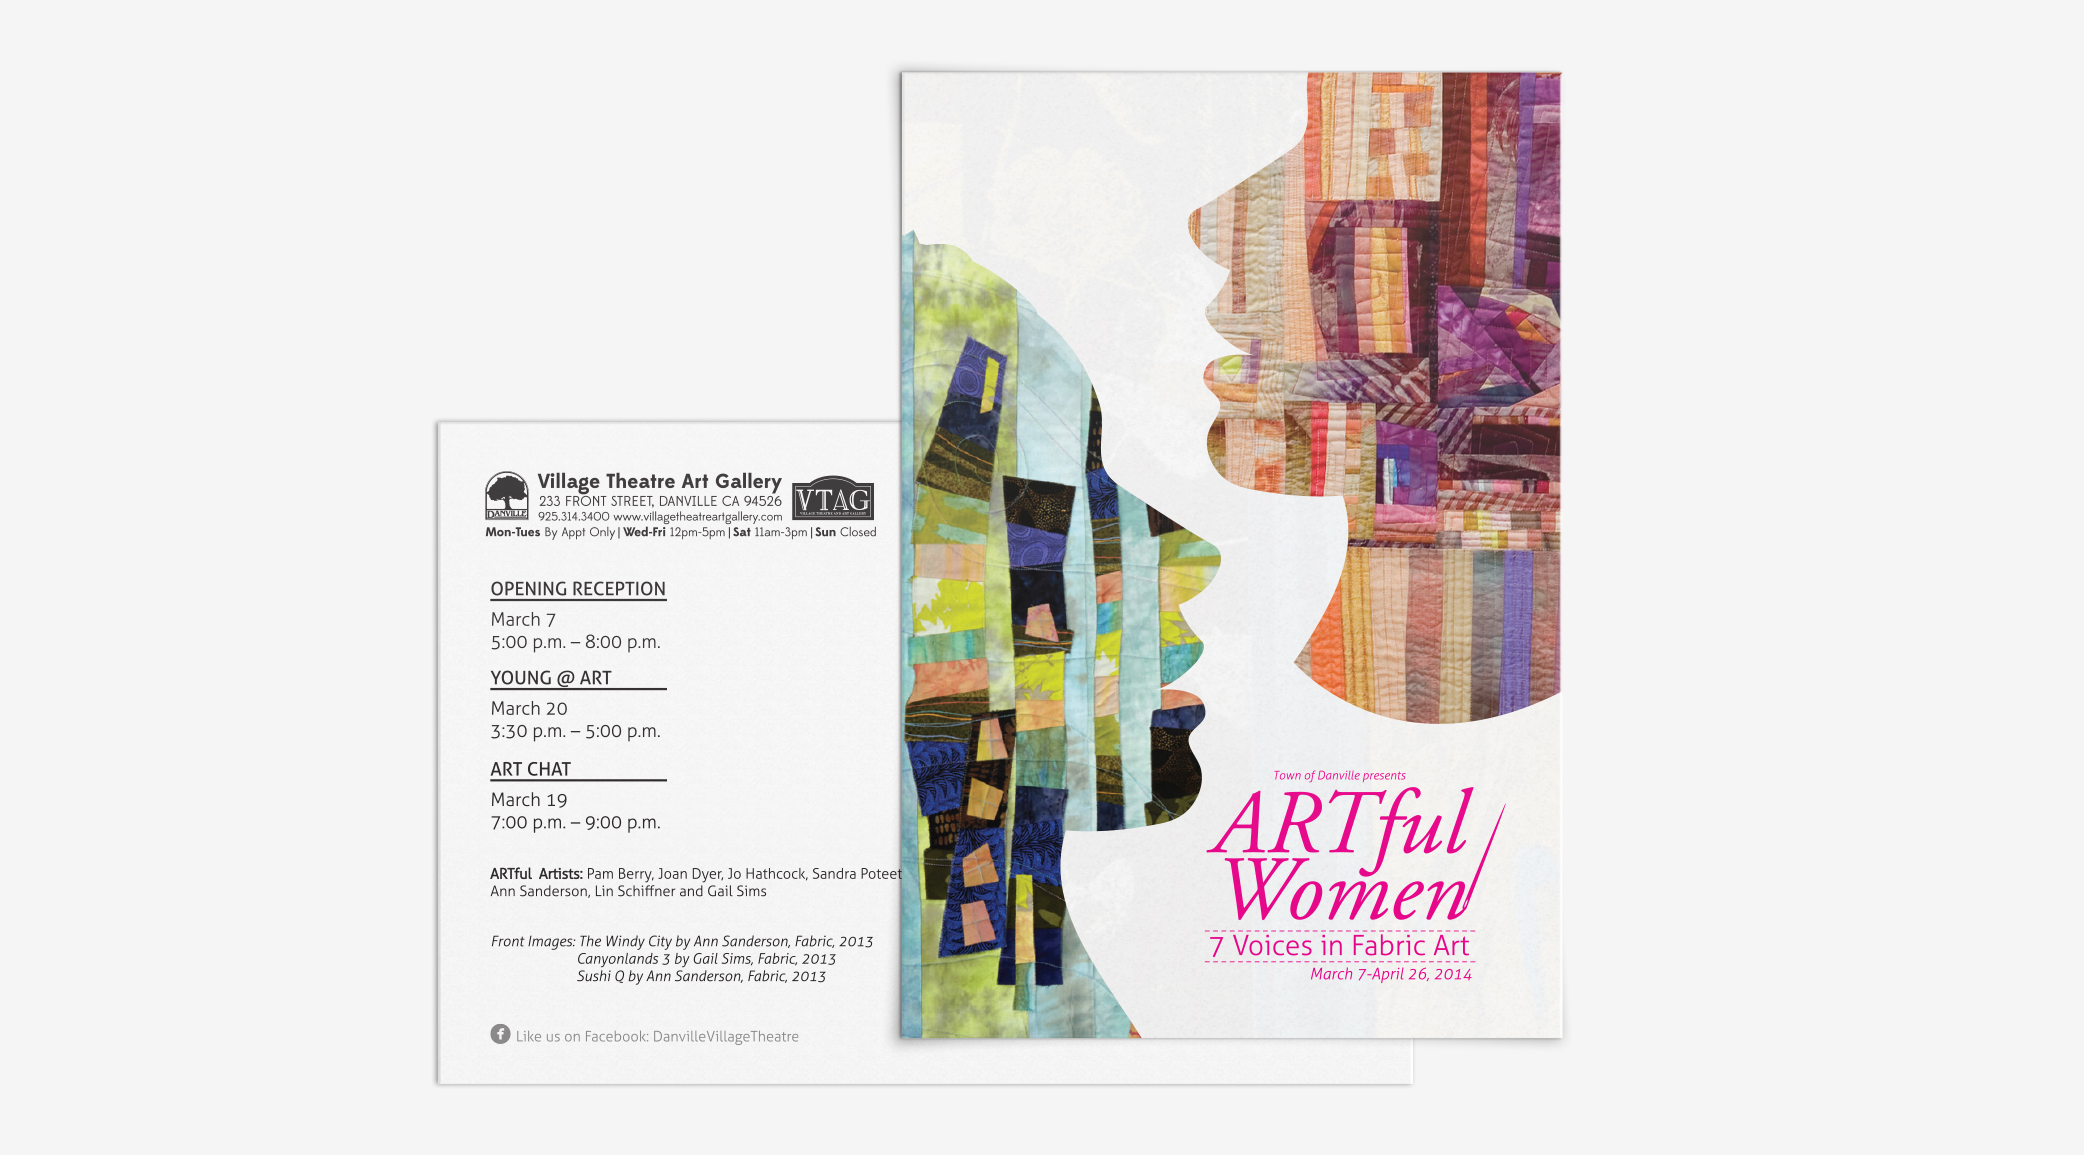 DANVILLE
Village Theatre Art Gallery
233 FRONT STREET, DANVILLE CA 94526
925.314.3400 www.villagetheatreartgallery.com
VTAG
VILLAGE THEATRE AND ART GALLERY
Mon-Tues By Appt Only | Wed-Fri 12pm-5pm | Sat 11am-3pm | Sun Closed
OPENING RECEPTION
March 7
5:00 p.m. – 8:00 p.m.
YOUNG @ ART
March 20
3:30 p.m. – 5:00 p.m.
ART CHAT
March 19
7:00 p.m. – 9:00 p.m.
ARTful Artists: Pam Berry, Joan Dyer, Jo Hathcock, Sandra Poteet
Ann Sanderson, Lin Schiffner and Gail Sims
Front Images: The Windy City by Ann Sanderson, Fabric, 2013
Canyonlands 3 by Gail Sims, Fabric, 2013
Sushi Q by Ann Sanderson, Fabric, 2013
f Like us on Facebook: DanvilleVillageTheatre
Town of Danville presents
ARTful
Women
7 Voices in Fabric Art
March 7-April 26, 2014